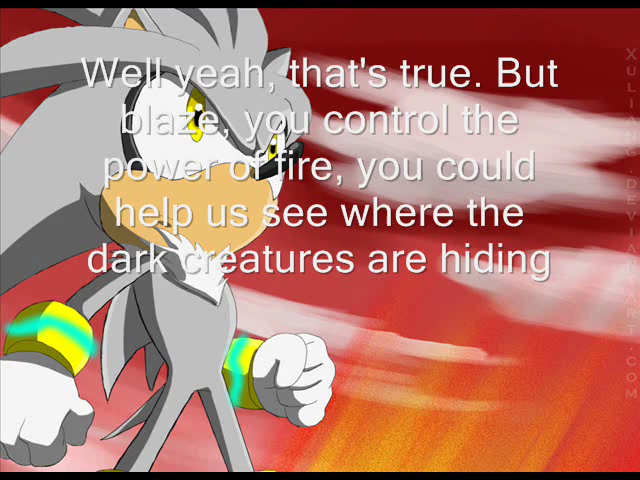 Well yeah, that's true. But
blaze, you control the
power of fire, you could
help us see where the
dark creatures are hiding
XULIANG.DEVIANTART.COM